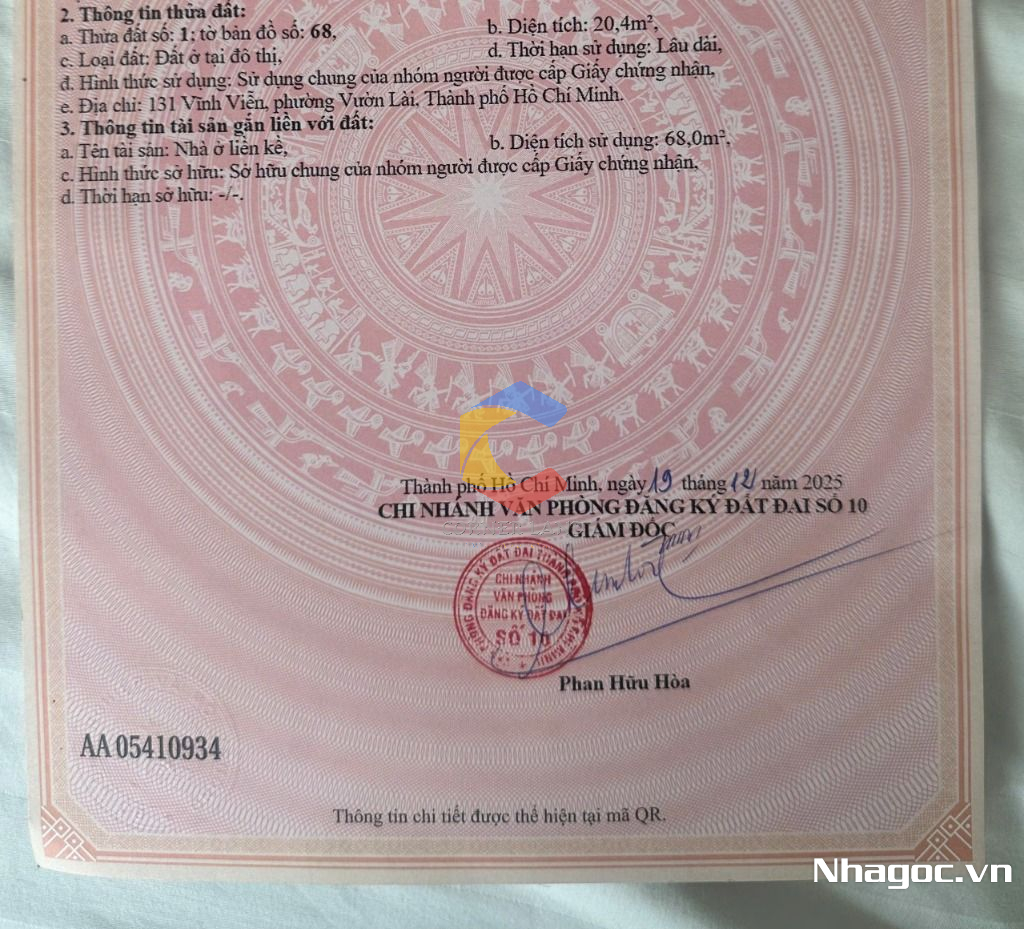 2. Thông tin thửa đất:
a. Thửa đất số: 1; tờ bản đồ số: 68, b. Diện tích: 20,4m²,
c. Loại đất: Đất ở tại đô thị, d. Thời hạn sử dụng: Lâu dài,
đ. Hình thức sử dụng: Sử dụng chung của nhóm người được cấp Giấy chứng nhận,
e. Địa chỉ: 131 Vĩnh Viễn, phường Vườn Lài, Thành phố Hồ Chí Minh.
3. Thông tin tài sản gắn liền với đất:
a. Tên tài sản: Nhà ở liền kề, b. Diện tích sử dụng: 68,0m²,
c. Hình thức sở hữu: Sở hữu chung của nhóm người được cấp Giấy chứng nhận,
d. Thời hạn sở hữu: -/-.
Thành phố Hồ Chí Minh, ngày 19 tháng 12 năm 2025
CHI NHÁNH VĂN PHÒNG ĐĂNG KÝ ĐẤT ĐAI SỐ 10
GIÁM ĐỐC
CHI NHÁNH
VĂN PHÒNG
ĐĂNG KÝ ĐẤT ĐAI
SỐ 10
Phan Hữu Hòa
AA 05410934
Thông tin chi tiết được thể hiện tại mã QR.
Nhagoc.vn